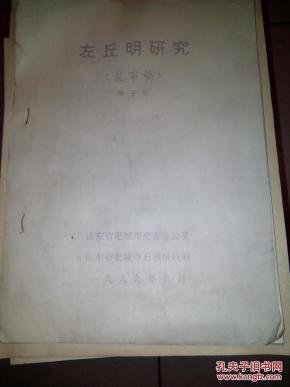 左丘明研究
（呈审稿）
山东省肥城市史志办公室
山东省肥城市石横镇政府
一九九九年九月
孔夫子旧书网